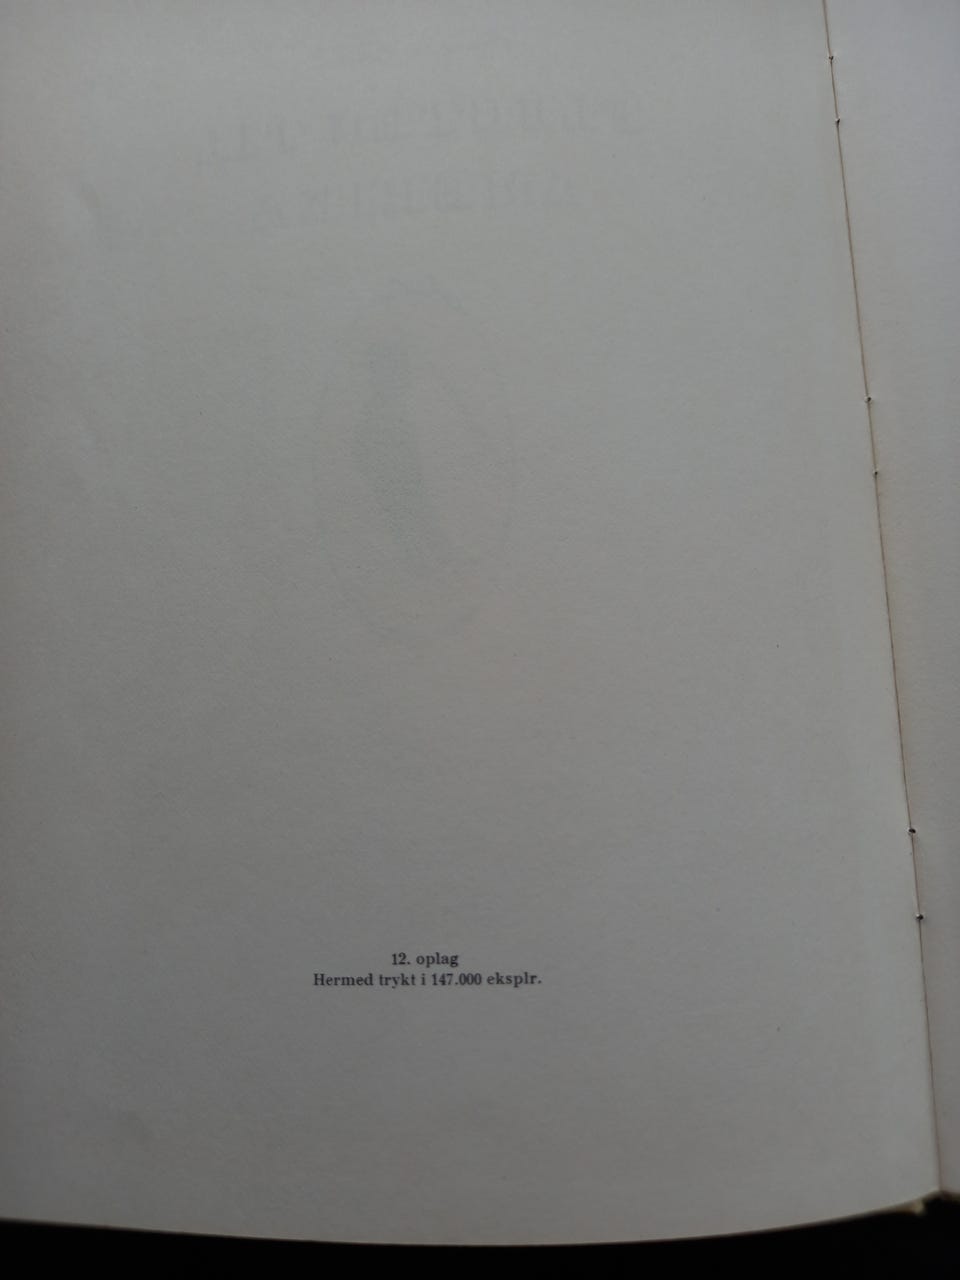 12. oplag
Hermed trykt i 147.000 eksplr.